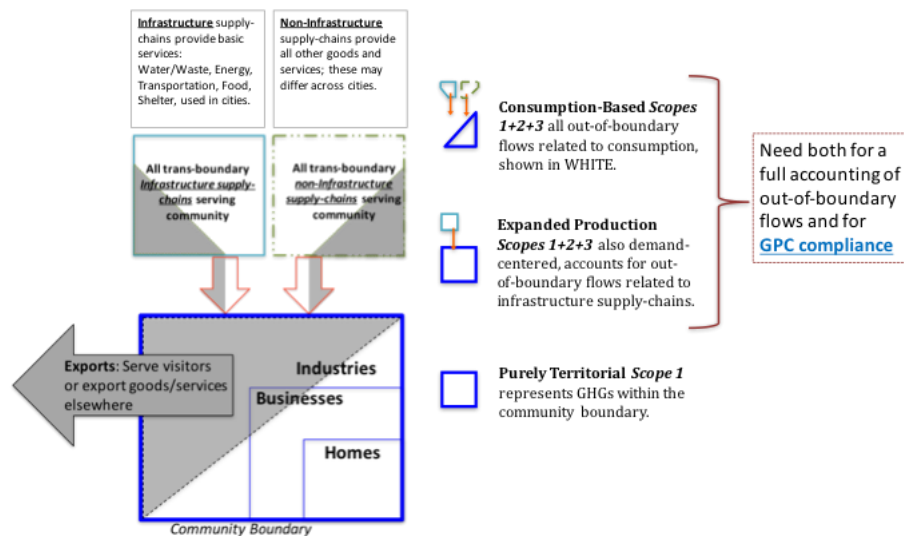 Infrastructure supply-
chains provide basic
services:
Water/Waste, Energy,
Transportation, Food,
Shelter, used in cities.
Non-Infrastructure
supply-chains provide
all other goods and
services; these may
differ across cities.
All trans-boundary
Infrastructure supply-
chains serving
community
All trans-boundary
non-Infrastructure
supply-chains serving
community
Exports: Serve visitors
or export goods/services
elsewhere
Industries
Businesses
Homes
Community Boundary
Consumption-Based Scopes
1+2+3 all out-of-boundary
flows related to consumption,
shown in WHITE.
Expanded Production
Scopes 1+2+3 also demand-
centered, accounts for out-
of-boundary flows related to
infrastructure supply-chains.
Purely Territorial Scope 1
represents GHGs within the
community boundary.
Need both for a
full accounting of
out-of-boundary
flows and for
GPC compliance